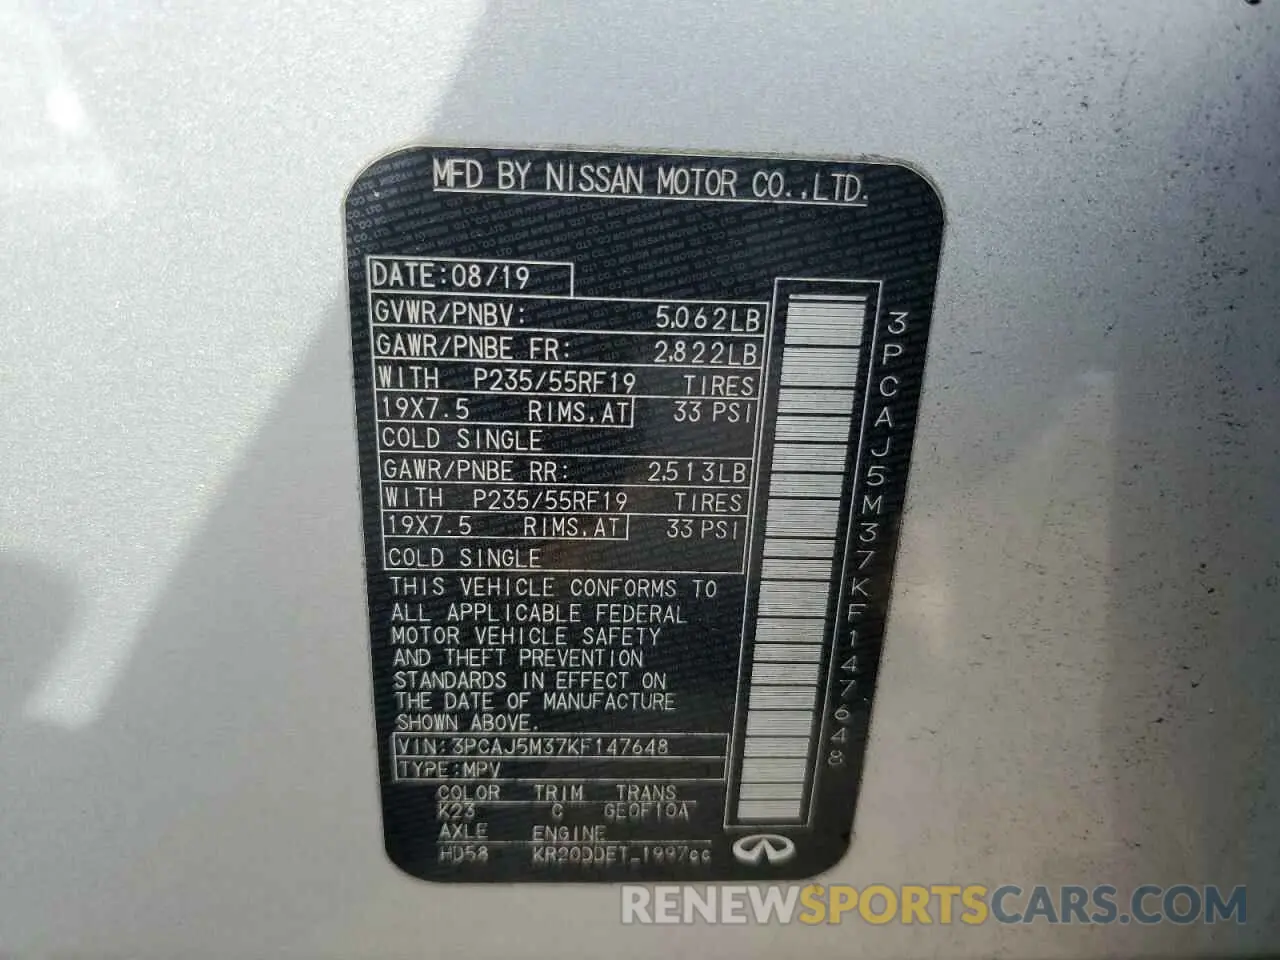 MFD BY NISSAN MOTOR CO.,LTD.
DATE:08/19
GVWR/PNBV: 5,062LB
GAWR/PNBE FR: 2,822LB
WITH P235/55RF19 TIRES
19X7.5 RIMS,AT 33 PSI
COLD SINGLE
GAWR/PNBE RR: 2,513LB
WITH P235/55RF19 TIRES
19X7.5 RIMS,AT 33 PSI
COLD SINGLE
THIS VEHICLE CONFORMS TO
ALL APPLICABLE FEDERAL
MOTOR VEHICLE SAFETY
AND THEFT PREVENTION
STANDARDS IN EFFECT ON
THE DATE OF MANUFACTURE
SHOWN ABOVE.
VIN:3PCAJ5M37KF147648
TYPE:MPV
COLOR TRIM TRANS
K23 C GE0F10A
AXLE ENGINE
HD58 KR20DDET_1997cc
3PCAJ5M37KF147648
RENEWSPORTSCARS.COM